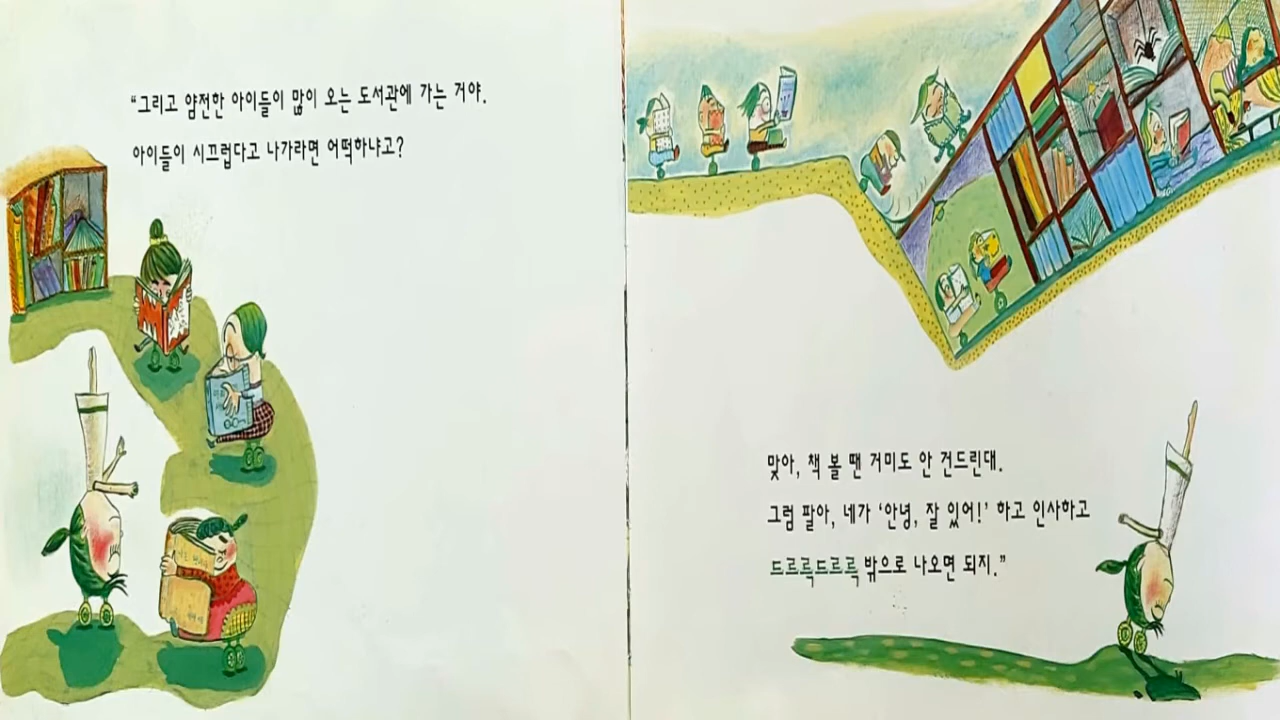 “그리고 얌전한 아이들이 많이 오는 도서관에 가는 거야.
아이들이 시끄럽다고 나가라면 어떡하냐고?
맞아, 책 볼 땐 거미도 안 건드린대.
그럼 팔아, 네가 ‘안녕, 잘 있어!’ 하고 인사하고
드르륵드르륵 밖으로 나오면 되지.”